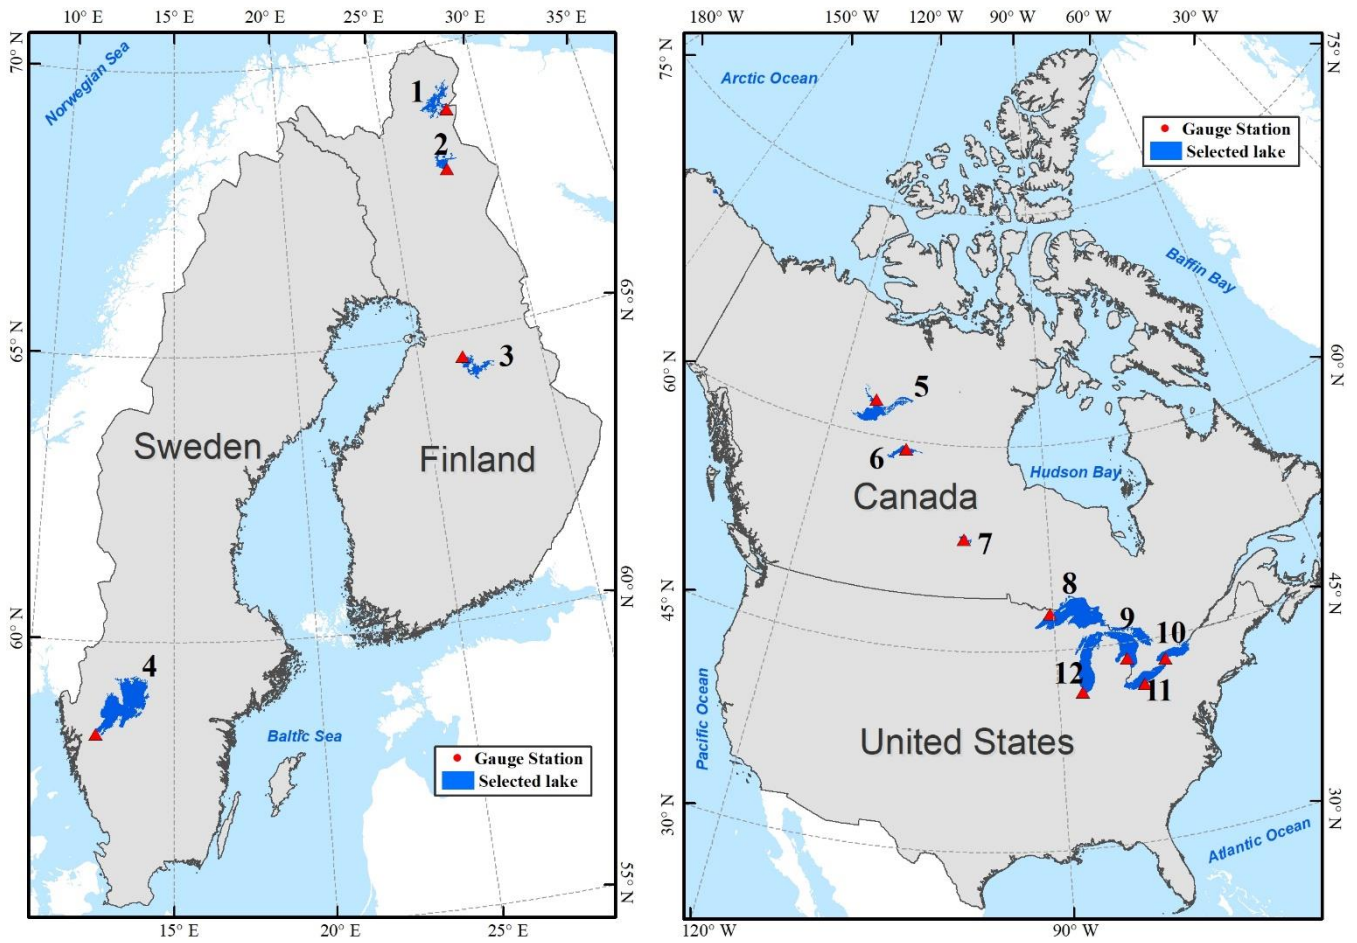 10° E
15° E
20° E
25° E
30° E
35° E
70° N
65° N
60° N
Norwegian Sea
1
2
3
4
Sweden
Finland
Baltic Sea
Gauge Station
Selected lake
65° N
60° N
55° N
15° E
20° E
25° E
180° W
150° W
120° W
90° W
60° W
30° W
75° N
60° N
45° N
30° N
Arctic Ocean
Gauge Station
Selected lake
Baffin Bay
5
6
Hudson Bay
Canada
7
8
9
10
12
11
United States
Pacific Ocean
Atlantic Ocean
75° N
60° N
45° N
30° N
120° W
90° W